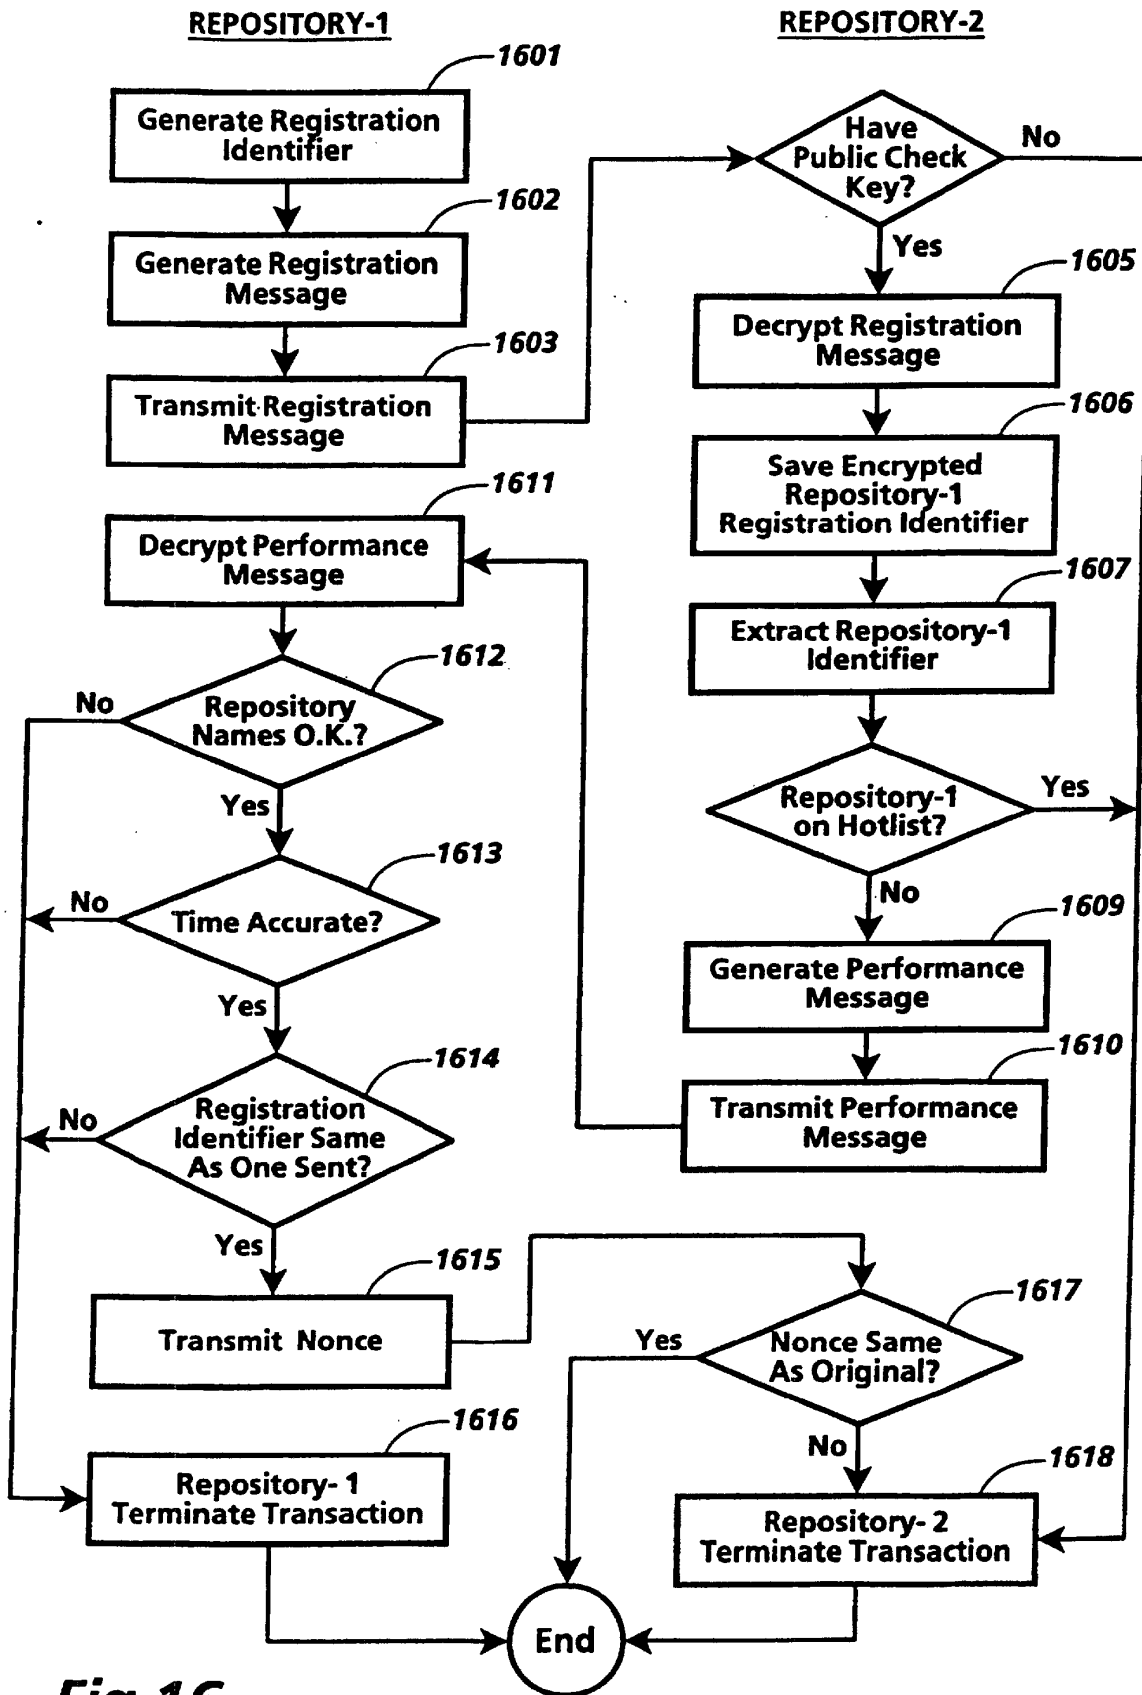 REPOSITORY-1
1601
Generate Registration
Identifier
1602
Generate Registration
Message
1603
Transmit Registration
Message
1611
Decrypt Performance
Message
1612
No
Repository
Names O.K.?
Yes
1613
No
Time Accurate?
Yes
1614
No
Registration
Identifier Same
As One Sent?
Yes
1615
Transmit Nonce
1616
Repository- 1
Terminate Transaction
REPOSITORY-2
Have
Public Check
Key?
No
Yes
1605
Decrypt Registration
Message
1606
Save Encrypted
Repository-1
Registration Identifier
1607
Extract Repository-1
Identifier
Repository-1
on Hotlist?
Yes
No
1609
Generate Performance
Message
1610
Transmit Performance
Message
1617
Yes
Nonce Same
As Original?
No
1618
Repository- 2
Terminate Transaction
End